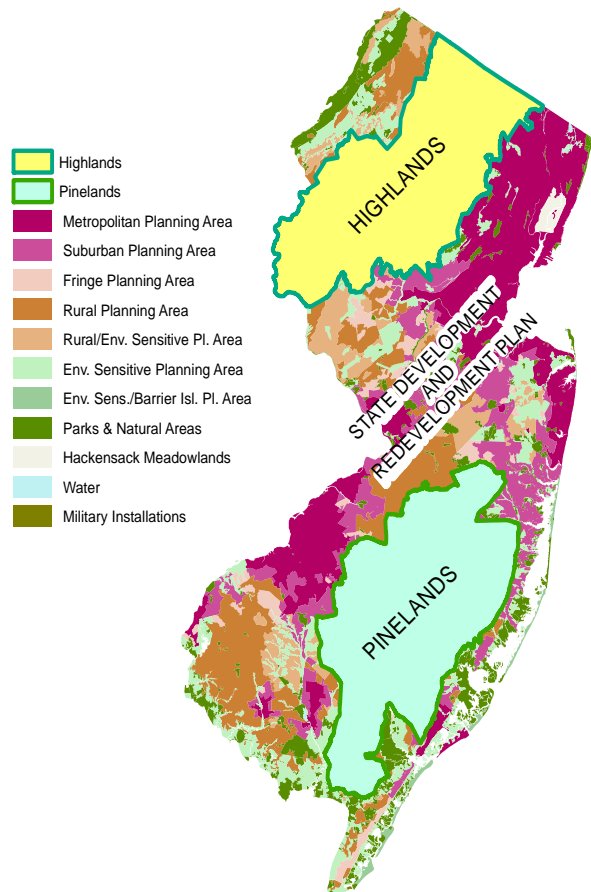 Highlands
Pinelands
Metropolitan Planning Area
Suburban Planning Area
Fringe Planning Area
Rural Planning Area
Rural/Env. Sensitive Pl. Area
Env. Sensitive Planning Area
Env. Sens./Barrier Isl. Pl. Area
Parks & Natural Areas
Hackensack Meadowlands
Water
Military Installations
HIGHLANDS
STATE DEVELOPMENT
AND
REDEVELOPMENT PLAN
PINELANDS